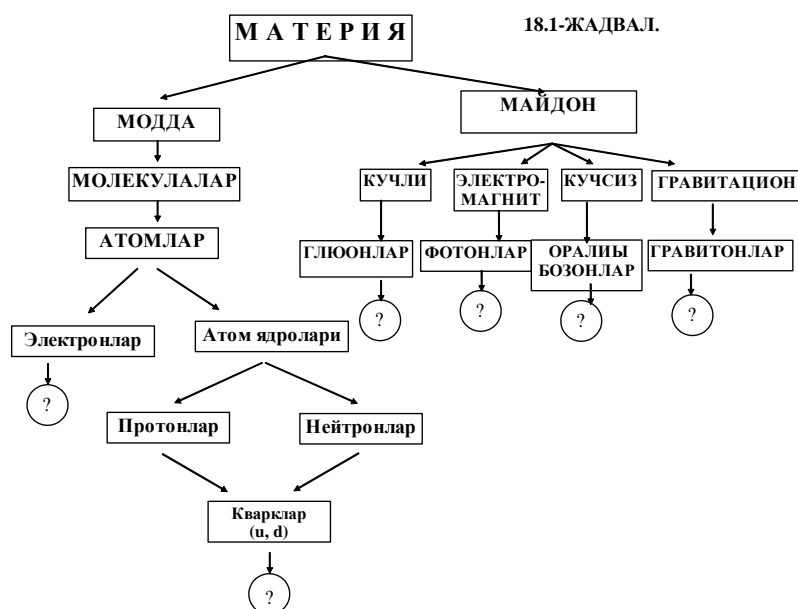 М А Т Е Р И Я
18.1-ЖАДВАЛ.
МОДДА
МАЙДОН
МОЛЕКУЛАЛАР
КУЧЛИ
ЭЛЕКТРО-
МАГНИТ
КУЧСИЗ
ГРАВИТАЦИОН
АТОМЛАР
ГЛЮОНЛАР
ФОТОНЛАР
ОРАЛИЫ
БОЗОНЛАР
ГРАВИТОНЛАР
?
?
?
?
Электронлар
Атом ядролари
?
Протонлар
Нейтронлар
Кварклар
(u, d)
?